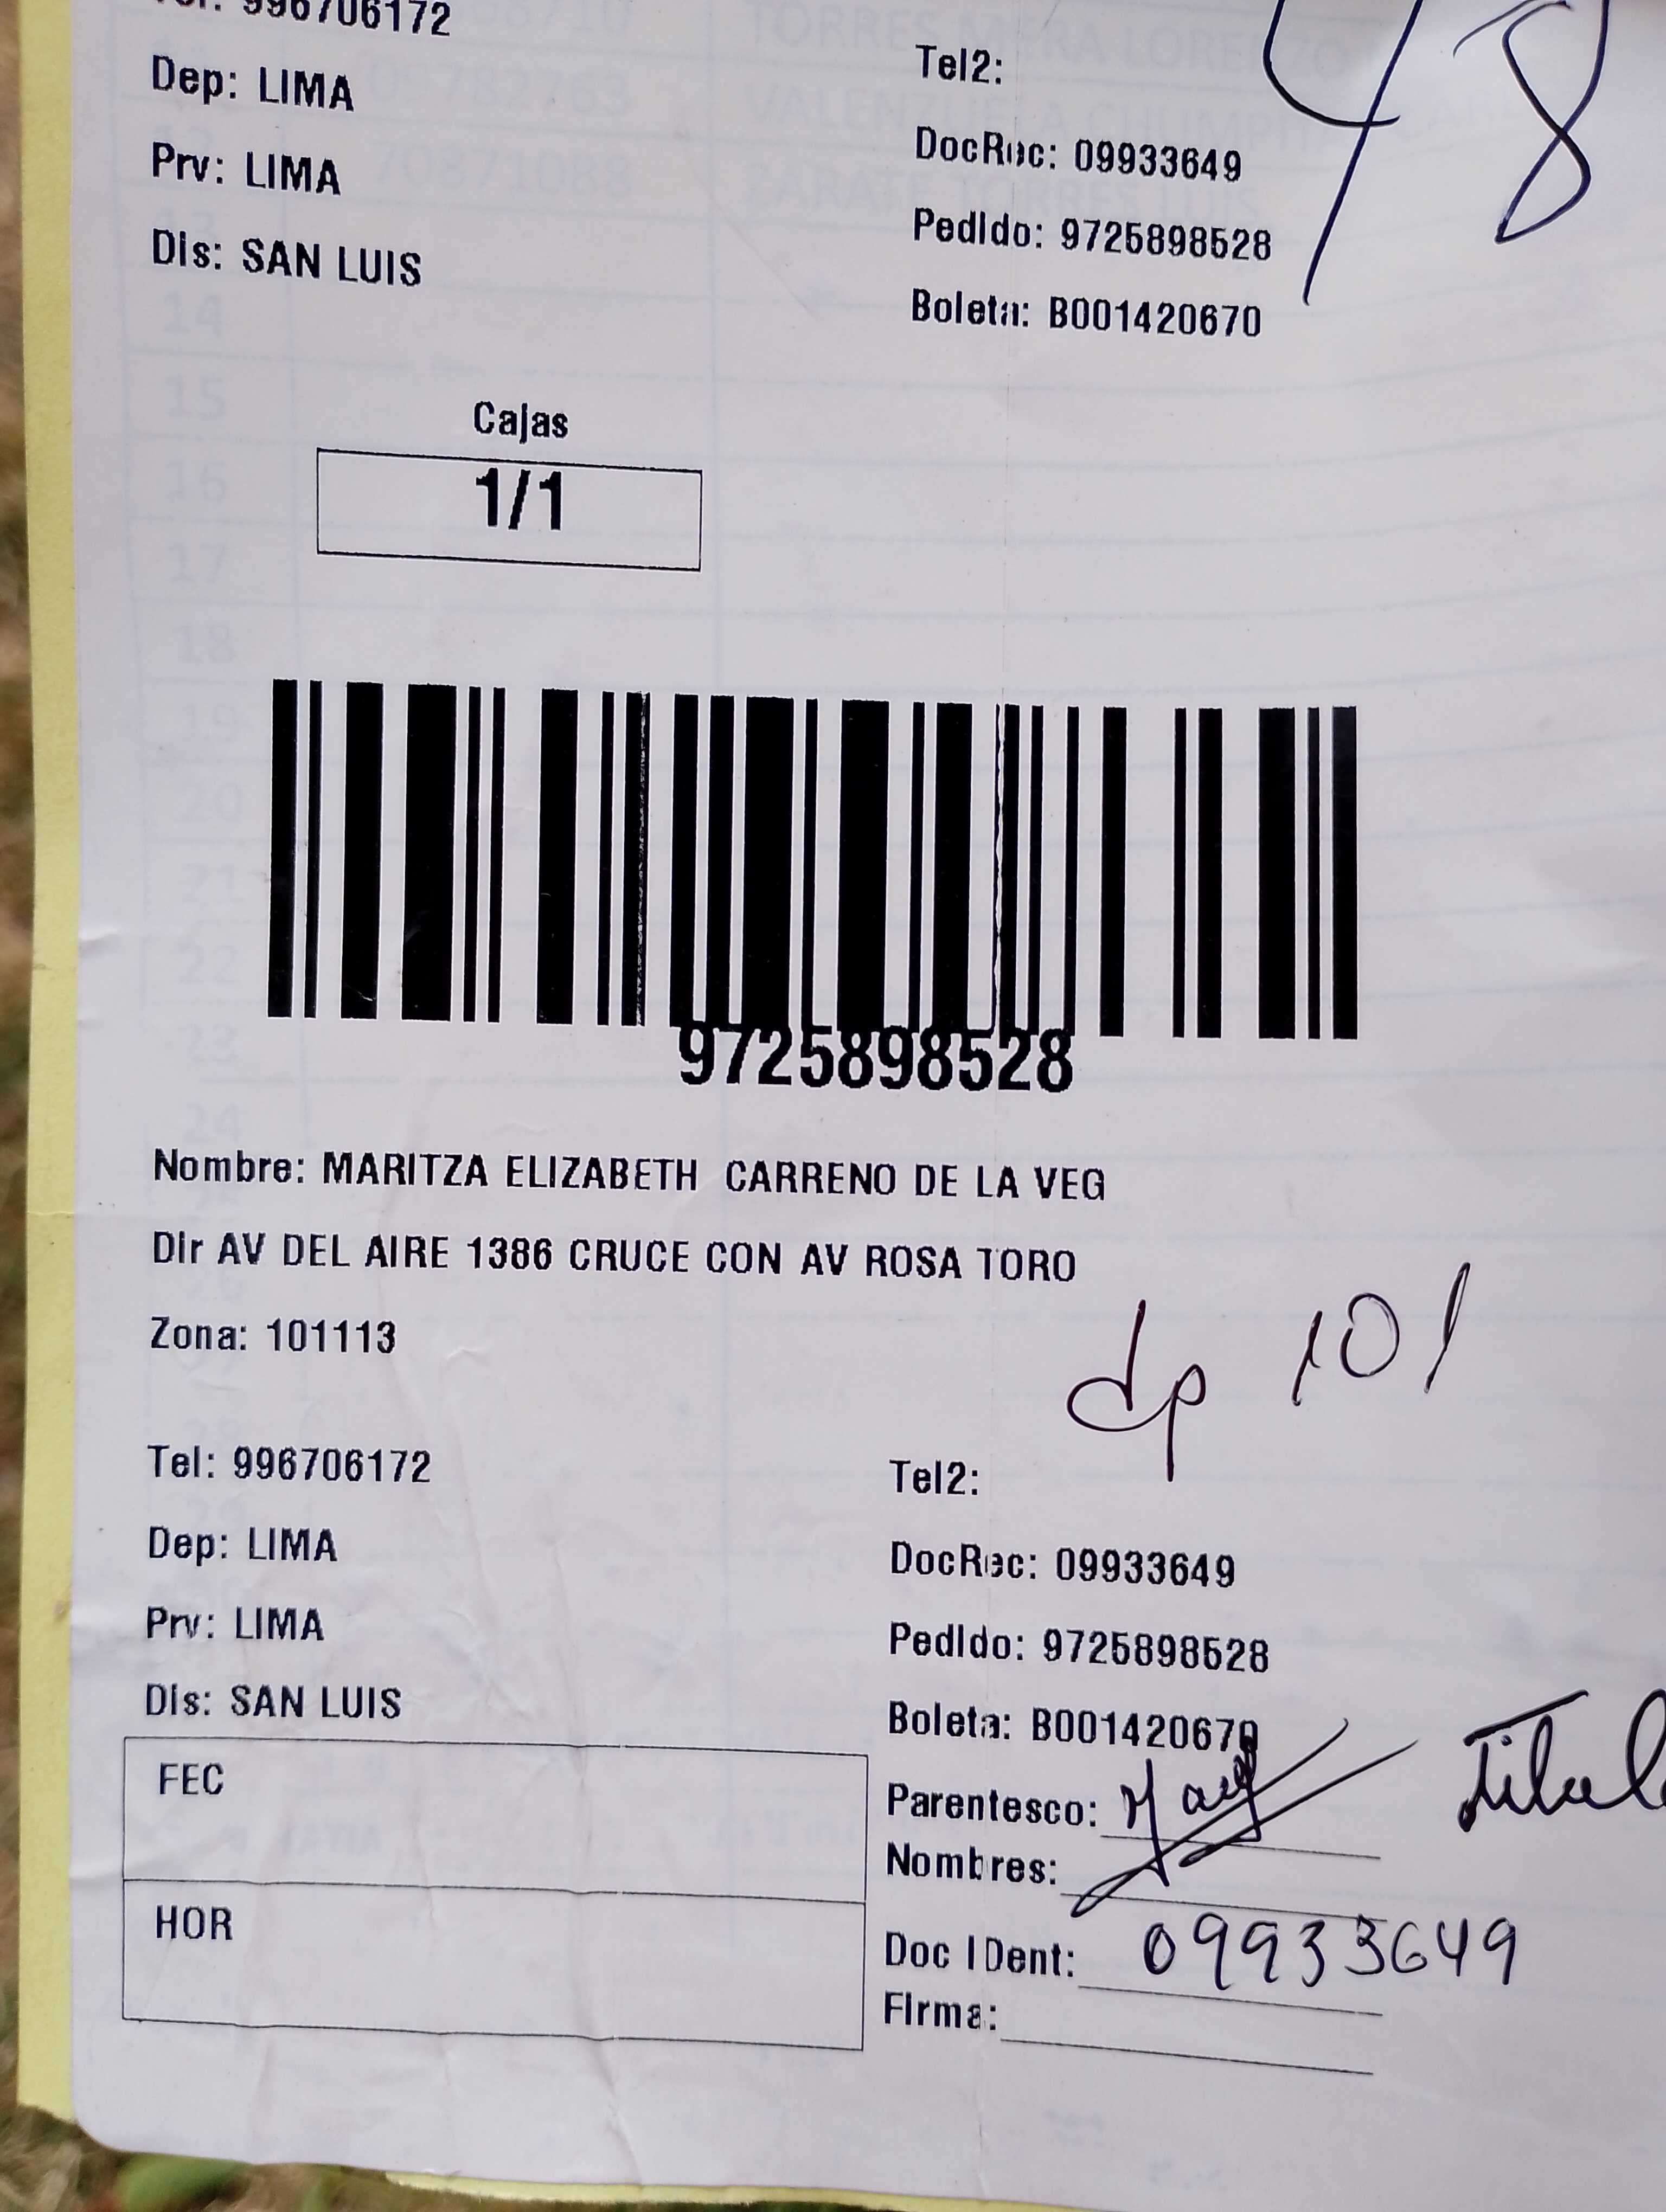 Tel: 996706172
Dep: LIMA
Tel2:
Prv: LIMA
DocRec: 09933649
Dis: SAN LUIS
Pedido: 9725898528
Boleta: B001420670
48
Cajas
1/1
9725898528
Nombre: MARITZA ELIZABETH CARRENO DE LA VEG
Dir AV DEL AIRE 1386 CRUCE CON AV ROSA TORO
Zona: 101113
dp 101
Tel: 996706172
Tel2:
Dep: LIMA
DocRec: 09933649
Prv: LIMA
Pedido: 9725898528
Dis: SAN LUIS
Boleta: B001420670
FEC
Parentesco:
Nombres:
HOR
Doc IDent: 09933649
Firma: